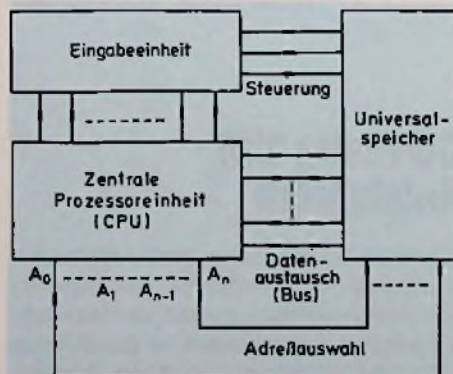 Eingabeeinheit
Steuerung
Universal-
speicher
Zentrale
Prozessoreinheit
(CPU)
A0
A1
An-1
An
Daten-
austausch
(Bus)
Adreßauswahl